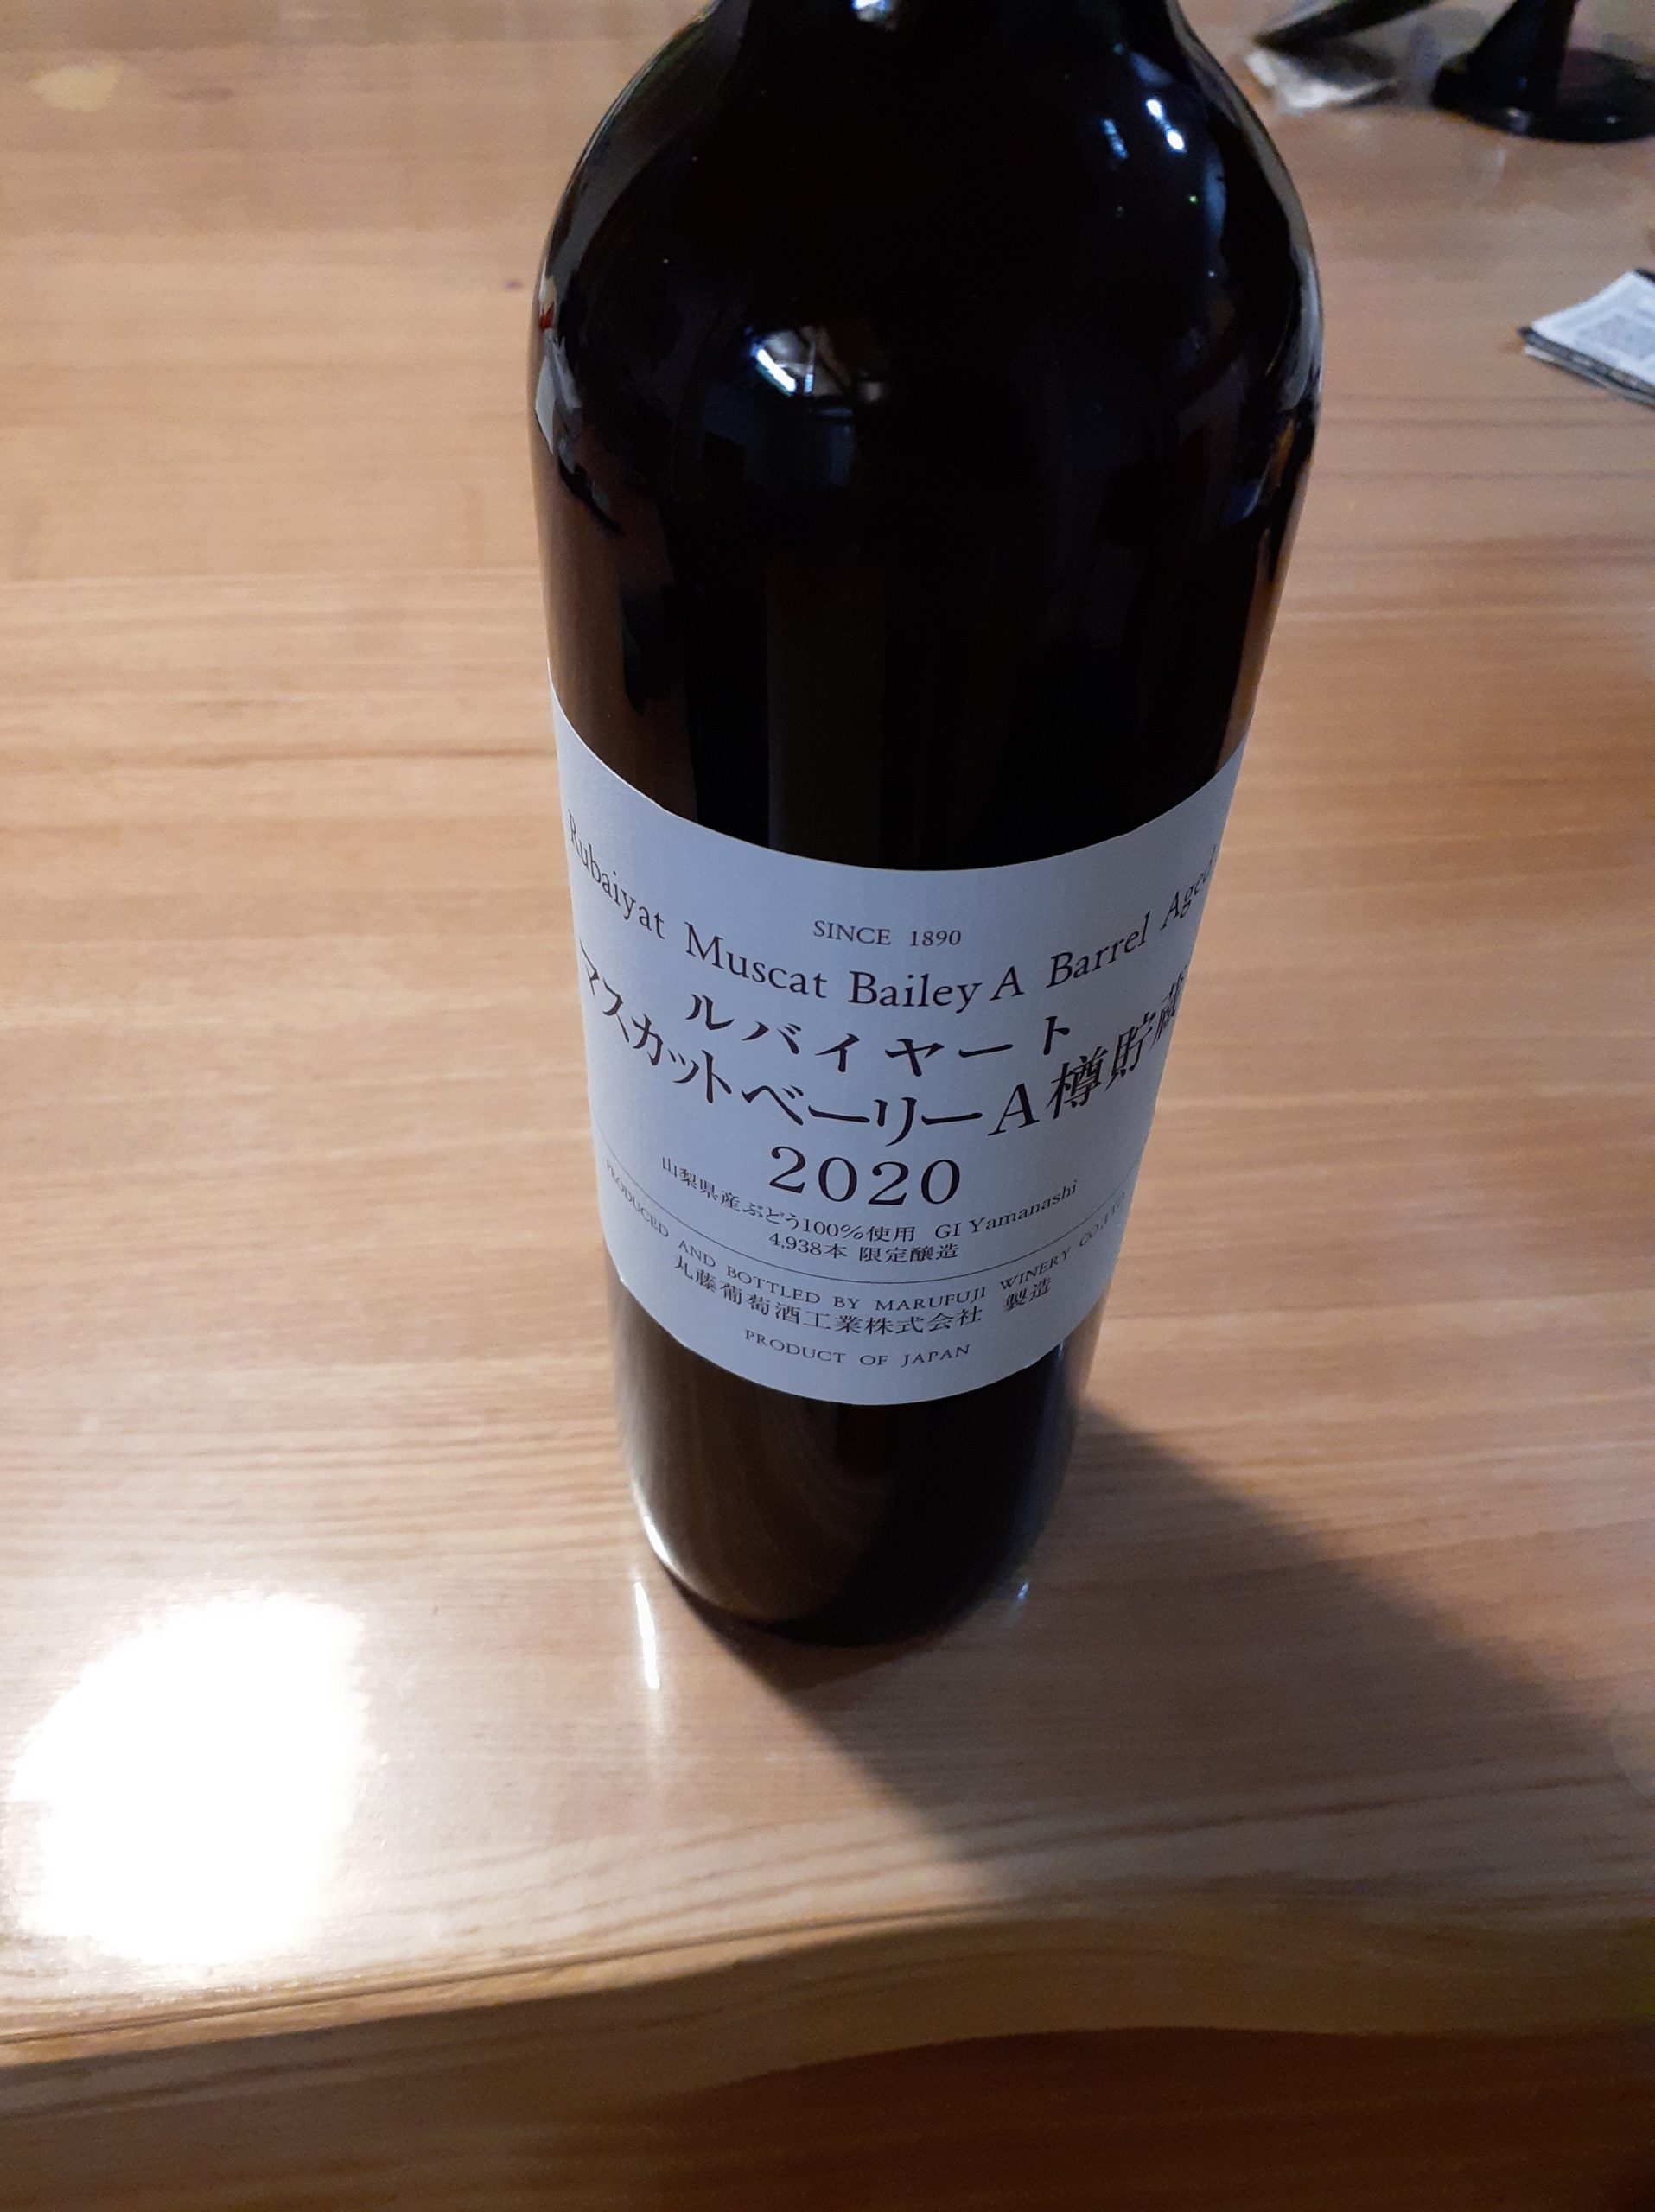 SINCE 1890
Rubaiyat Muscat Bailey A Barrel Aged
ルバイヤート
マスカットベーリーA樽貯蔵
2020
山梨県産ぶどう100%使用 GI Yamanashi
4,938本 限定醸造
PRODUCED AND BOTTLED BY MARUFUJI WINERY CO.LTD
丸藤葡萄酒工業株式会社 製造
PRODUCT OF JAPAN